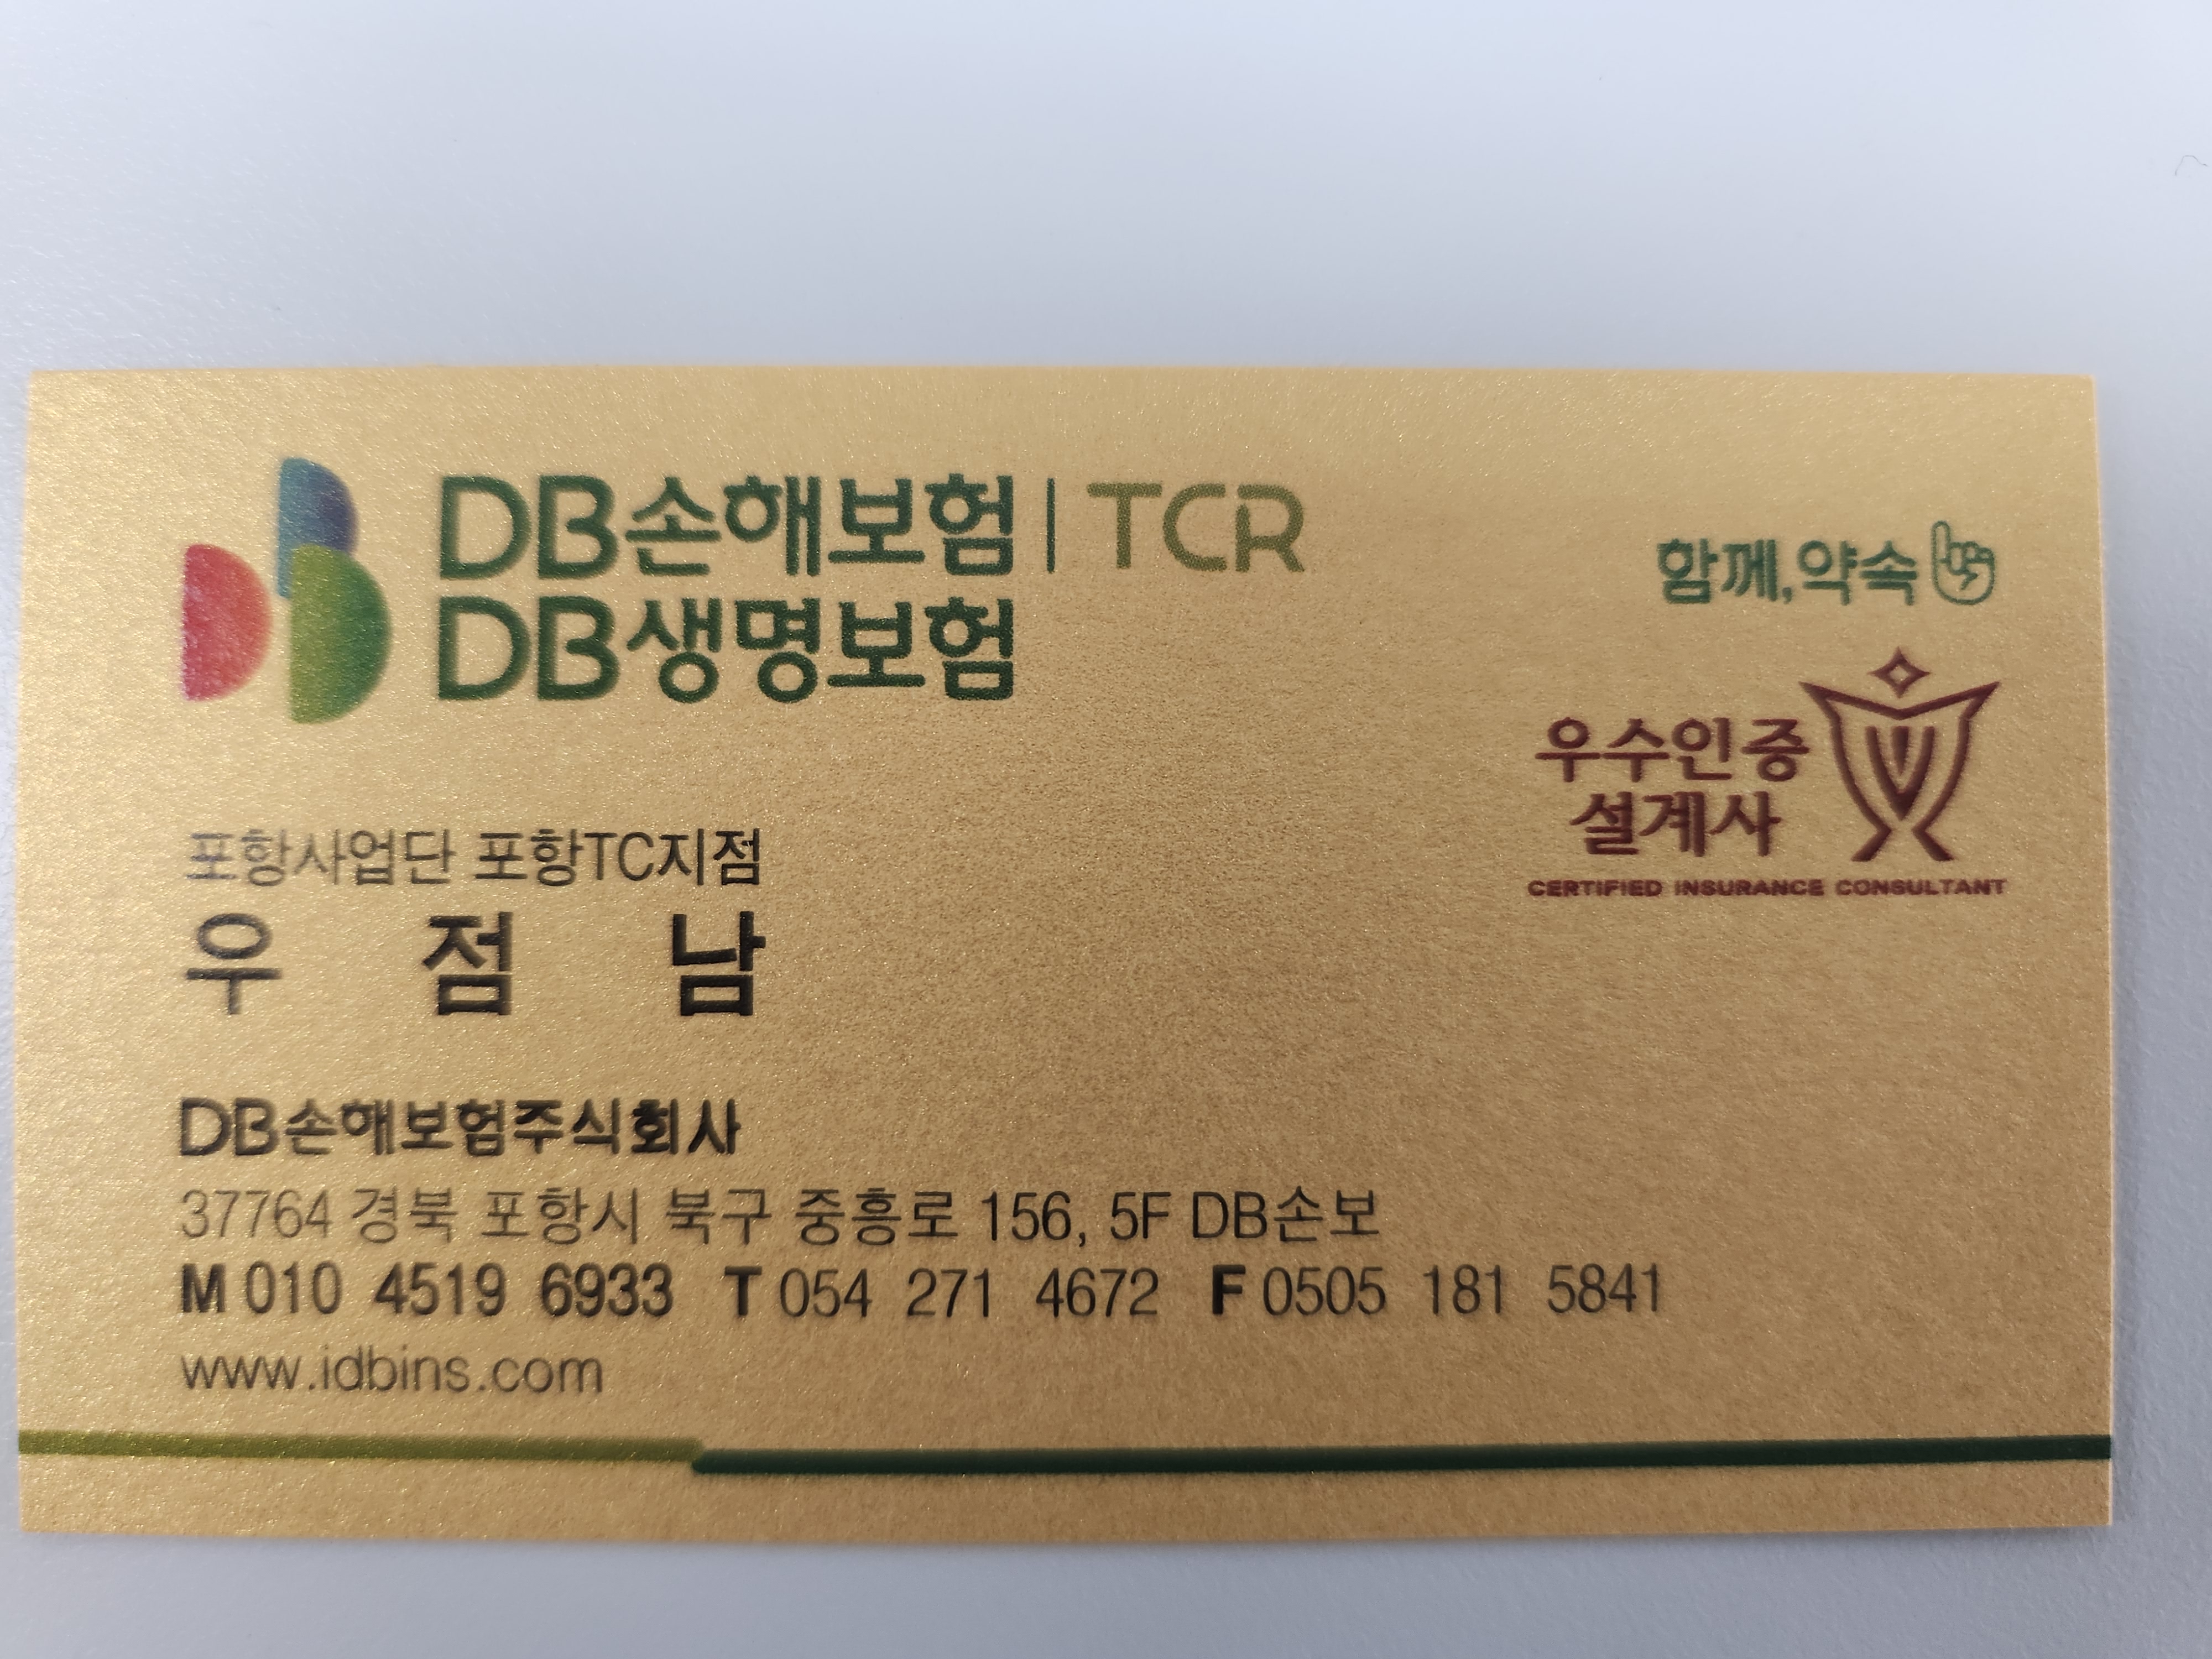 DB손해보험 | TCR
DB생명보험
함께,약속
우수인증
설계사
CERTIFIED INSURANCE CONSULTANT
포항사업단 포항TC지점
우 점 남
DB손해보험주식회사
37764 경북 포항시 북구 중흥로 156, 5F DB손보
M 010 4519 6933 T 054 271 4672 F 0505 181 5841
www.idbins.com